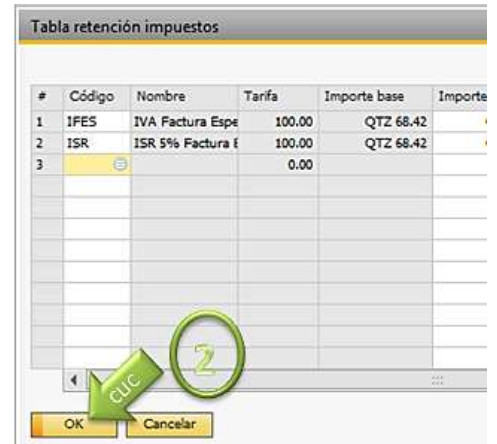 Tabla retención impuestos
# Código Nombre Tarifa Importe base Importe
1 IFES IVA Factura Espe 100.00 QTZ 68.42
2 ISR ISR 5% Factura E 100.00 QTZ 68.42
3 0.00
2
CLIC
OK Cancelar